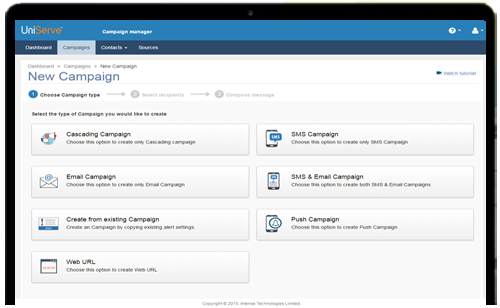 UniServe Campaign manager
Dashboard Campaigns Contacts Sources
Dashboard » Campaigns » New Campaign
New Campaign
Watch tutorial
1 Choose Campaign type 2 Select recipients 3 Compose message
Select the type of Campaign you would like to create
Cascading Campaign
Choose this option to create only Cascading campaign
SMS
SMS Campaign
Choose this option to create only SMS Campaign
Email Campaign
Choose this option to create only Email Campaign
SMS & Email Campaign
Choose this option to create both SMS & Email Campaigns
Create from existing Campaign
Create an Campaign by copying existing alert settings.
Push Campaign
Choose this option to create Push Campaign
Web URL
Choose this option to create Web URL
Copyright © 2015. Intense Technologies Limited.